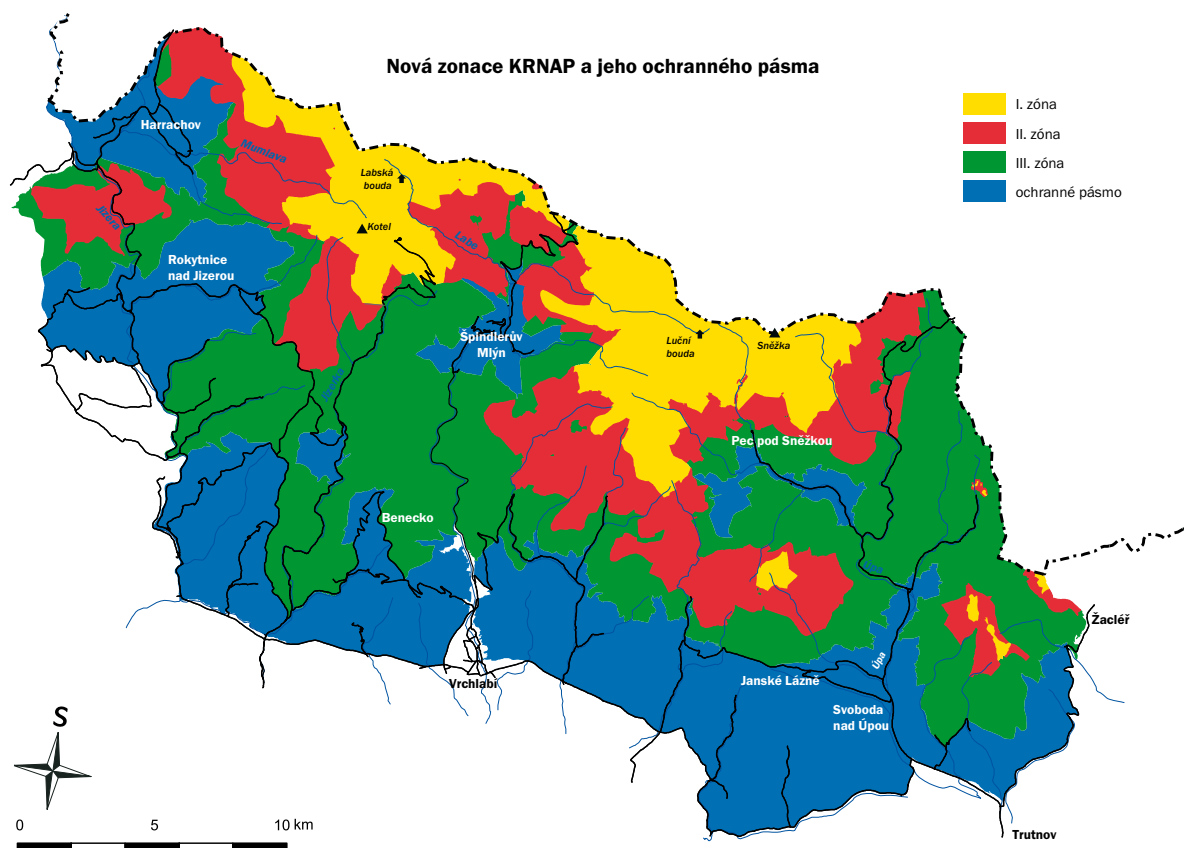 Nová zonace KRNAP a jeho ochranného pásma
I. zóna
II. zóna
III. zóna
ochranné pásmo
Harrachov
Mumlava
Labská
bouda
Kotel
Jizera
Labe
Rokytnice
nad Jizerou
Špindlerův
Mlýn
Luční
bouda
Sněžka
Jizerka
Pec pod Sněžkou
Benecko
Úpa
Žacléř
Úpa
Vrchlabí
Janské Lázně
Svoboda
nad Úpou
S
0
5
10 km
Trutnov